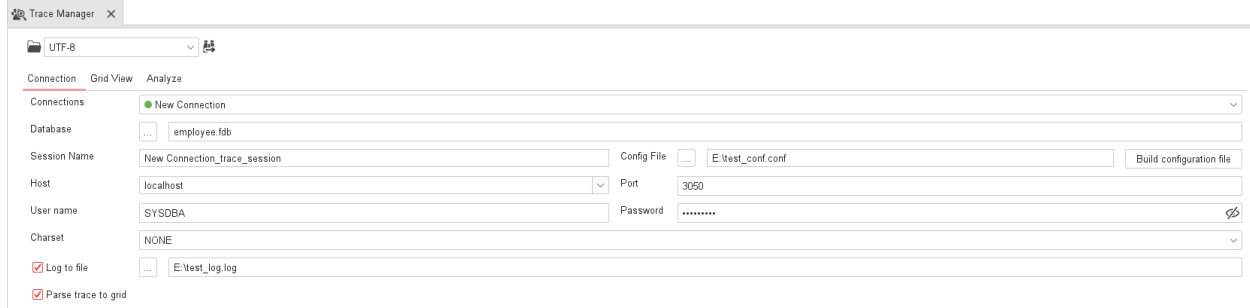 Trace Manager
UTF-8
Connection Grid View Analyze
Connections New Connection
Database ... employee.fdb
Session Name New Connection_trace_session Config File ... E:\test_conf.conf Build configuration file
Host localhost Port 3050
User name SYSDBA Password •••••••••
Charset NONE
Log to file ... E:\test_log.log
Parse trace to grid